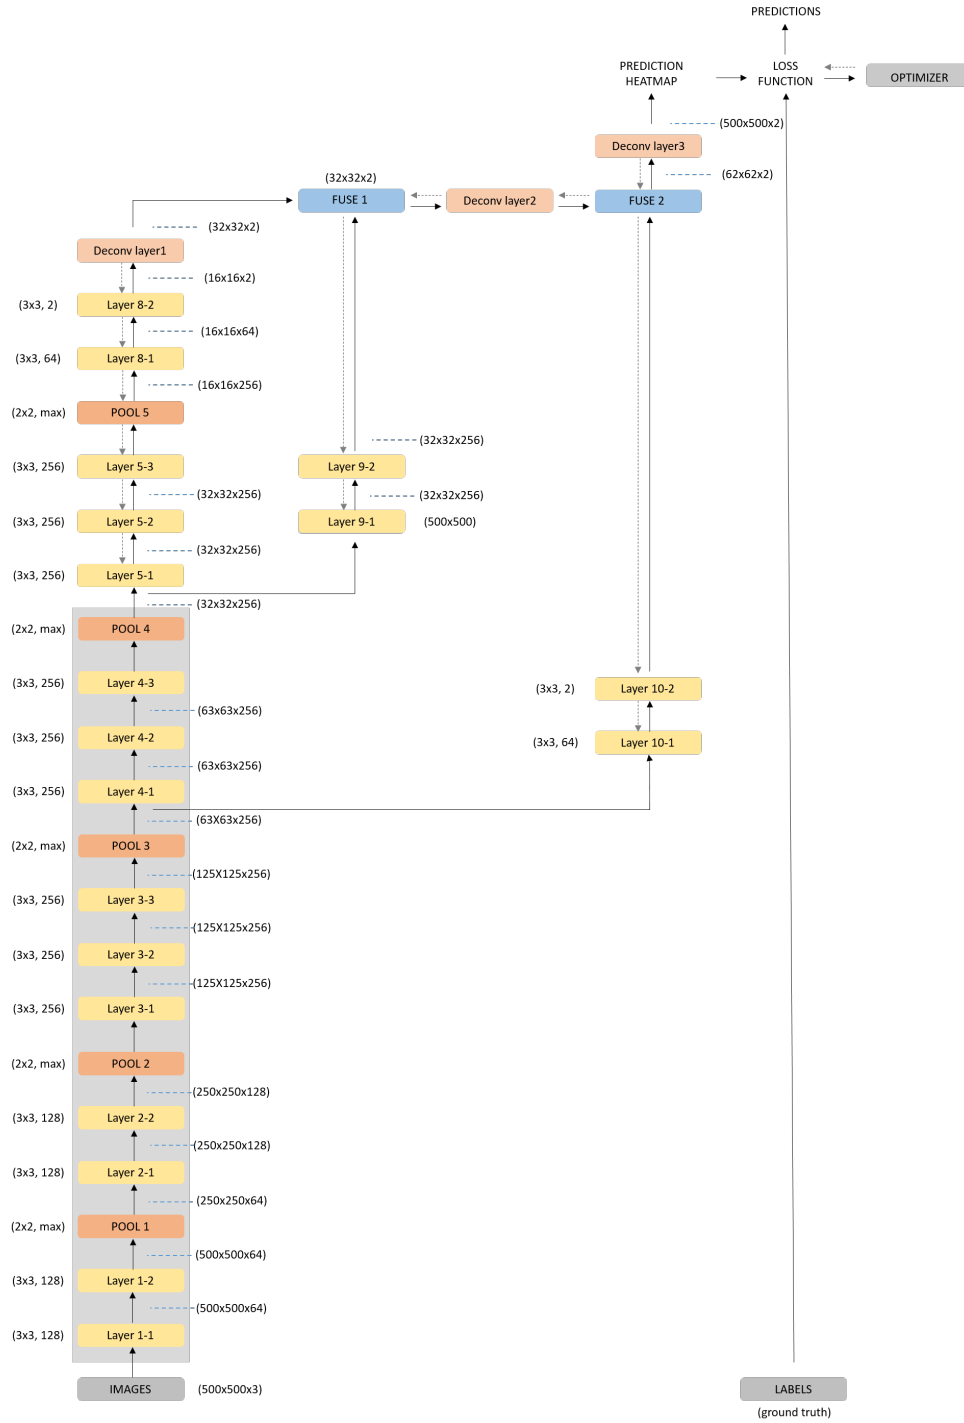 PREDICTIONS
PREDICTION
HEATMAP
LOSS
FUNCTION
OPTIMIZER
(500x500x2)
Deconv layer3
(62x62x2)
(32x32x2)
FUSE 1
Deconv layer2
FUSE 2
(32x32x2)
Deconv layer1
(16x16x2)
(3x3, 2)
Layer 8-2
(16x16x64)
(3x3, 64)
Layer 8-1
(16x16x256)
(2x2, max)
POOL 5
(32x32x256)
(3x3, 256)
Layer 5-3
Layer 9-2
(32x32x256)
(32x32x256)
(3x3, 256)
Layer 5-2
Layer 9-1
(500x500)
(32x32x256)
(3x3, 256)
Layer 5-1
(32x32x256)
(2x2, max)
POOL 4
(3x3, 256)
Layer 4-3
(3x3, 2)
Layer 10-2
(63x63x256)
(3x3, 256)
Layer 4-2
(3x3, 64)
Layer 10-1
(63x63x256)
(3x3, 256)
Layer 4-1
(63X63x256)
(2x2, max)
POOL 3
(125X125x256)
(3x3, 256)
Layer 3-3
(125X125x256)
(3x3, 256)
Layer 3-2
(125X125x256)
(3x3, 256)
Layer 3-1
(2x2, max)
POOL 2
(250x250x128)
(3x3, 128)
Layer 2-2
(250x250x128)
(3x3, 128)
Layer 2-1
(250x250x64)
(2x2, max)
POOL 1
(500x500x64)
(3x3, 128)
Layer 1-2
(500x500x64)
(3x3, 128)
Layer 1-1
IMAGES
(500x500x3)
LABELS
(ground truth)